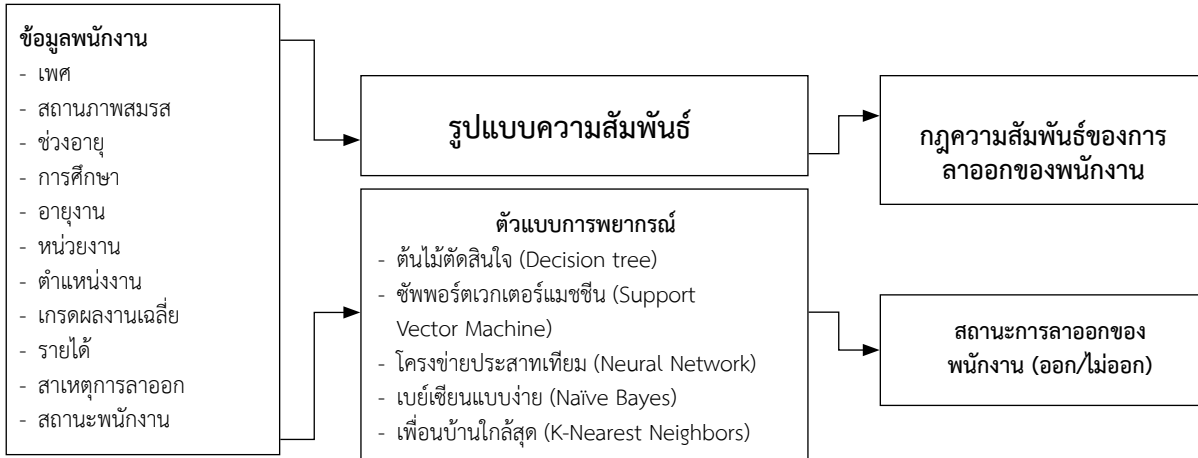 ข้อมูลพนักงาน
- เพศ
- สถานภาพสมรส
- ช่วงอายุ
- การศึกษา
- อายุงาน
- หน่วยงาน
- ตำแหน่งงาน
- เกรดผลงานเฉลี่ย
- รายได้
- สาเหตุการลาออก
- สถานะพนักงาน
รูปแบบความสัมพันธ์
กฎความสัมพันธ์ของการ
ลาออกของพนักงาน
ตัวแบบการพยากรณ์
- ต้นไม้ตัดสินใจ (Decision tree)
- ซัพพอร์ตเวกเตอร์แมชชีน (Support
Vector Machine)
- โครงข่ายประสาทเทียม (Neural Network)
- เบย์เซียนแบบง่าย (Naïve Bayes)
- เพื่อนบ้านใกล้สุด (K-Nearest Neighbors)
สถานะการลาออกของ
พนักงาน (ออก/ไม่ออก)